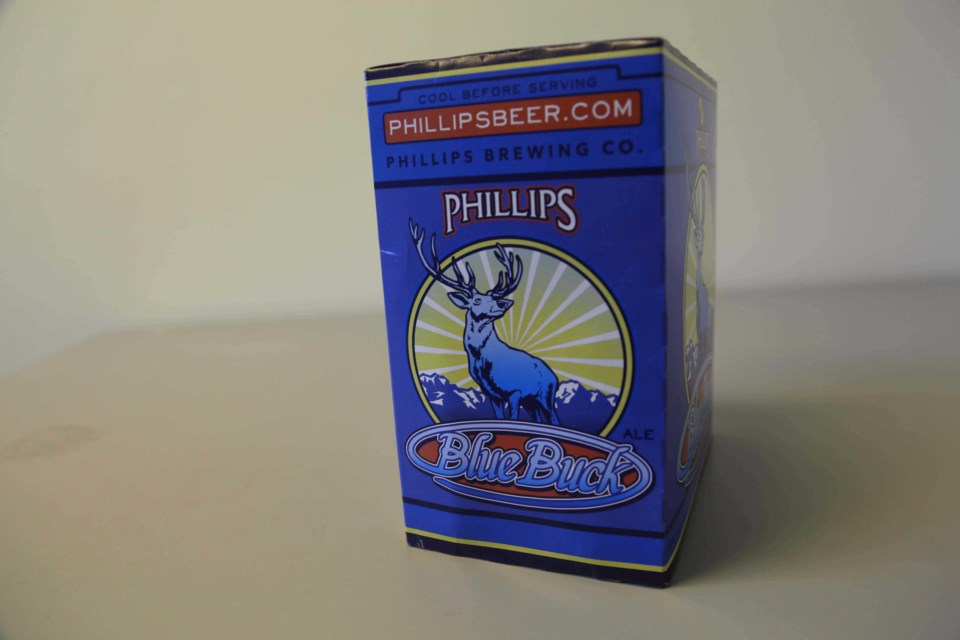 COOL BEFORE SERVING
PHILLIPSBEER.COM
PHILLIPS BREWING CO.
PHILLIPS
ALE
Blue Buck